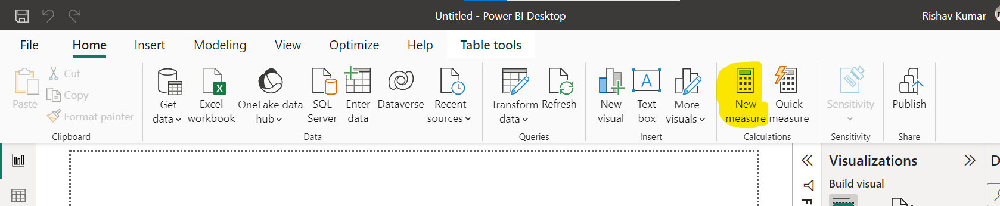 Untitled - Power BI Desktop
Rishav Kumar
File Home Insert Modeling View Optimize Help Table tools
Paste
Cut
Copy
Format painter
Clipboard
Get data
Excel workbook
OneLake data hub
SQL Server
Enter data
Dataverse
Recent sources
Data
Transform data
Refresh
Queries
New visual
A
Text box
More visuals
Insert
New measure
Quick measure
Calculations
Sensitivity
Sensitivity
Publish
Share
Visualizations
Build visual